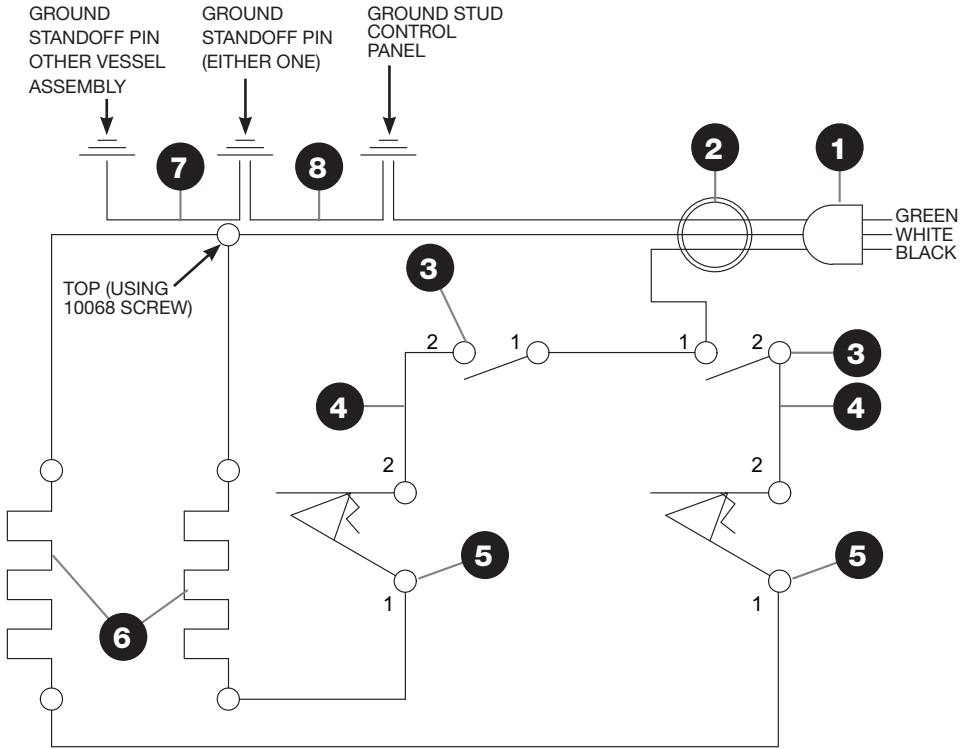 GROUND
STANDOFF PIN
OTHER VESSEL
ASSEMBLY
GROUND
STANDOFF PIN
(EITHER ONE)
GROUND STUD
CONTROL
PANEL
7
8
2
1
GREEN
WHITE
BLACK
TOP (USING
10068 SCREW)
3
2
1
1
2
3
4
4
2
2
5
5
1
1
6